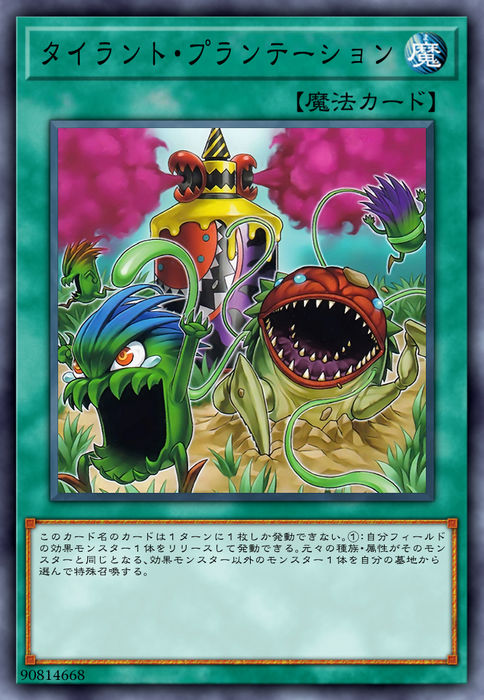 タイラント・プランテーション 魔
【魔法カード】
このカード名のカードは１ターンに１枚しか発動できない。①：自分フィールド
の効果モンスター１体をリリースして発動できる。元々の種族・属性がそのモン
スターと同じとなる、効果モンスター以外のモンスター１体を自分の墓地から
選んで特殊召喚する。
90814668